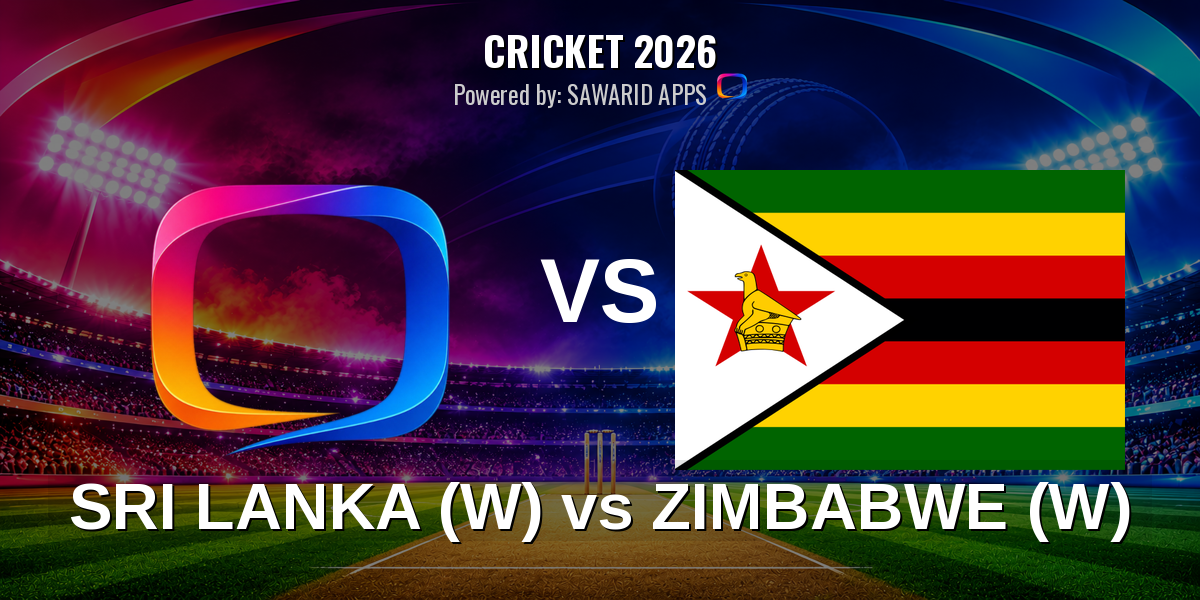 CRICKET 2026
Powered by: SAWARID APPS
VS
SRI LANKA (W) vs ZIMBABWE (W)